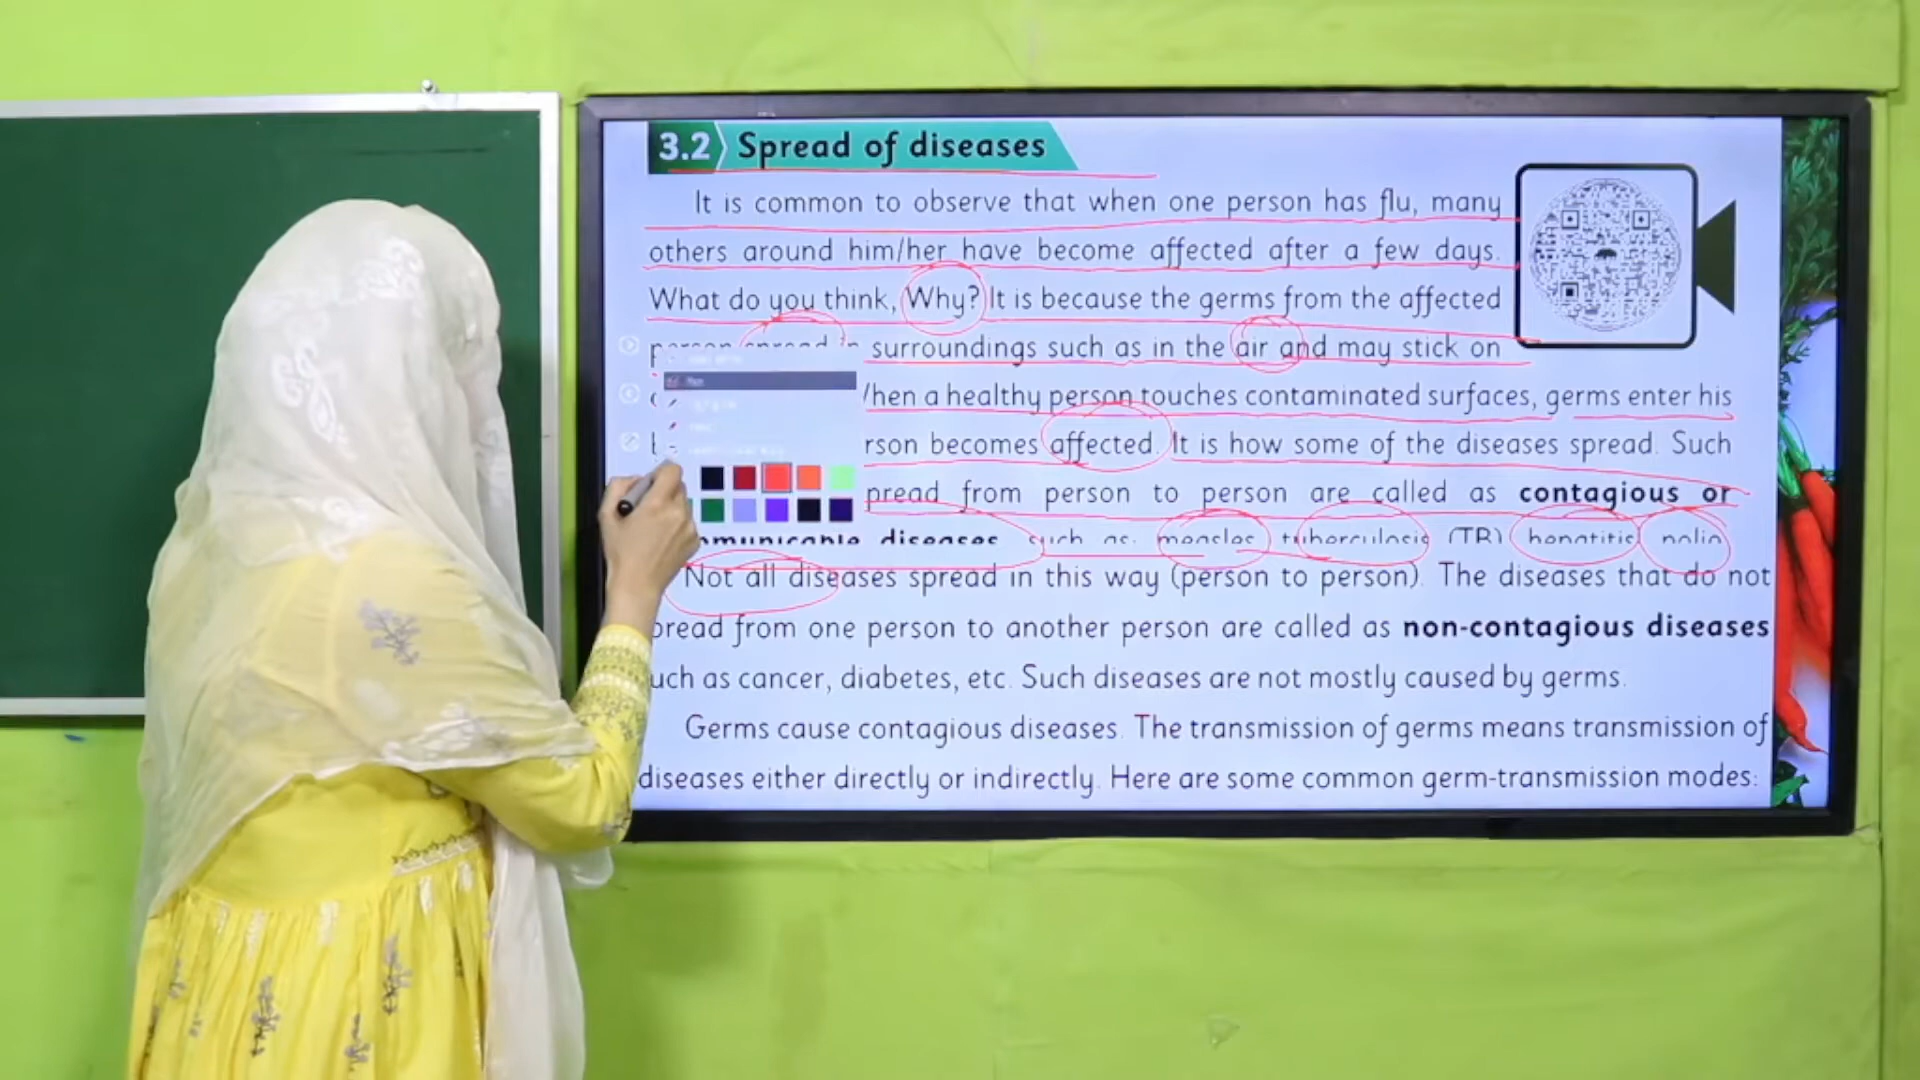 3.2 Spread of diseases
It is common to observe that when one person has flu, many
others around him/her have become affected after a few days.
What do you think, Why? It is because the germs from the affected
person spread in surroundings such as in the air and may stick on
hen a healthy person touches contaminated surfaces, germs enter his
rson becomes affected. It is how some of the diseases spread. Such
pread from person to person are called as contagious or
mmunicable diseases such as: measles, tuberculosis (TB) hepatitis, polio
Not all diseases spread in this way (person to person). The diseases that do not
pread from one person to another person are called as non-contagious diseases
uch as cancer, diabetes, etc. Such diseases are not mostly caused by germs.
Germs cause contagious diseases. The transmission of germs means transmission of
diseases either directly or indirectly. Here are some common germ-transmission modes: